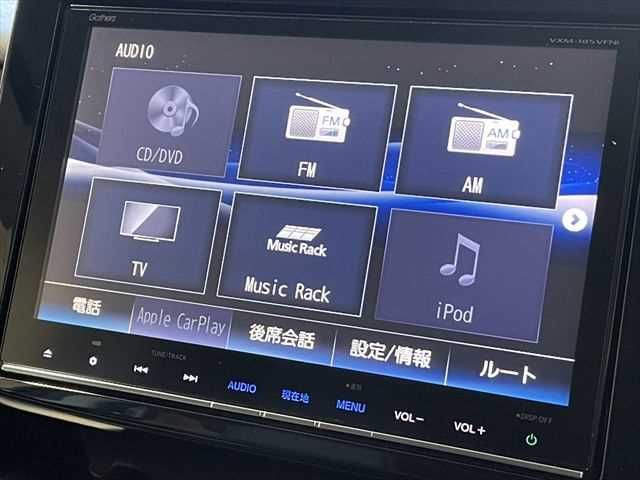 Gathers
VXM-185VFNi
AUDIO
CD/DVD
FM
FM
AM
AM
TV
Music Rack
Music Rack
iPod
電話
Apple CarPlay
後席会話
設定/情報
ルート
TUNE・TRACK
AUDIO
現在地
MENU
VOL−
VOL+
DISP OFF